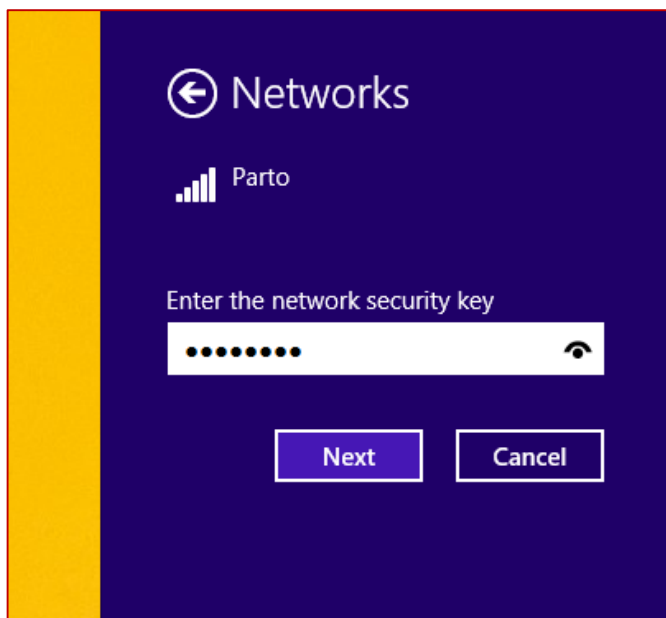 Networks
Parto
Enter the network security key
••••••••
Next Cancel